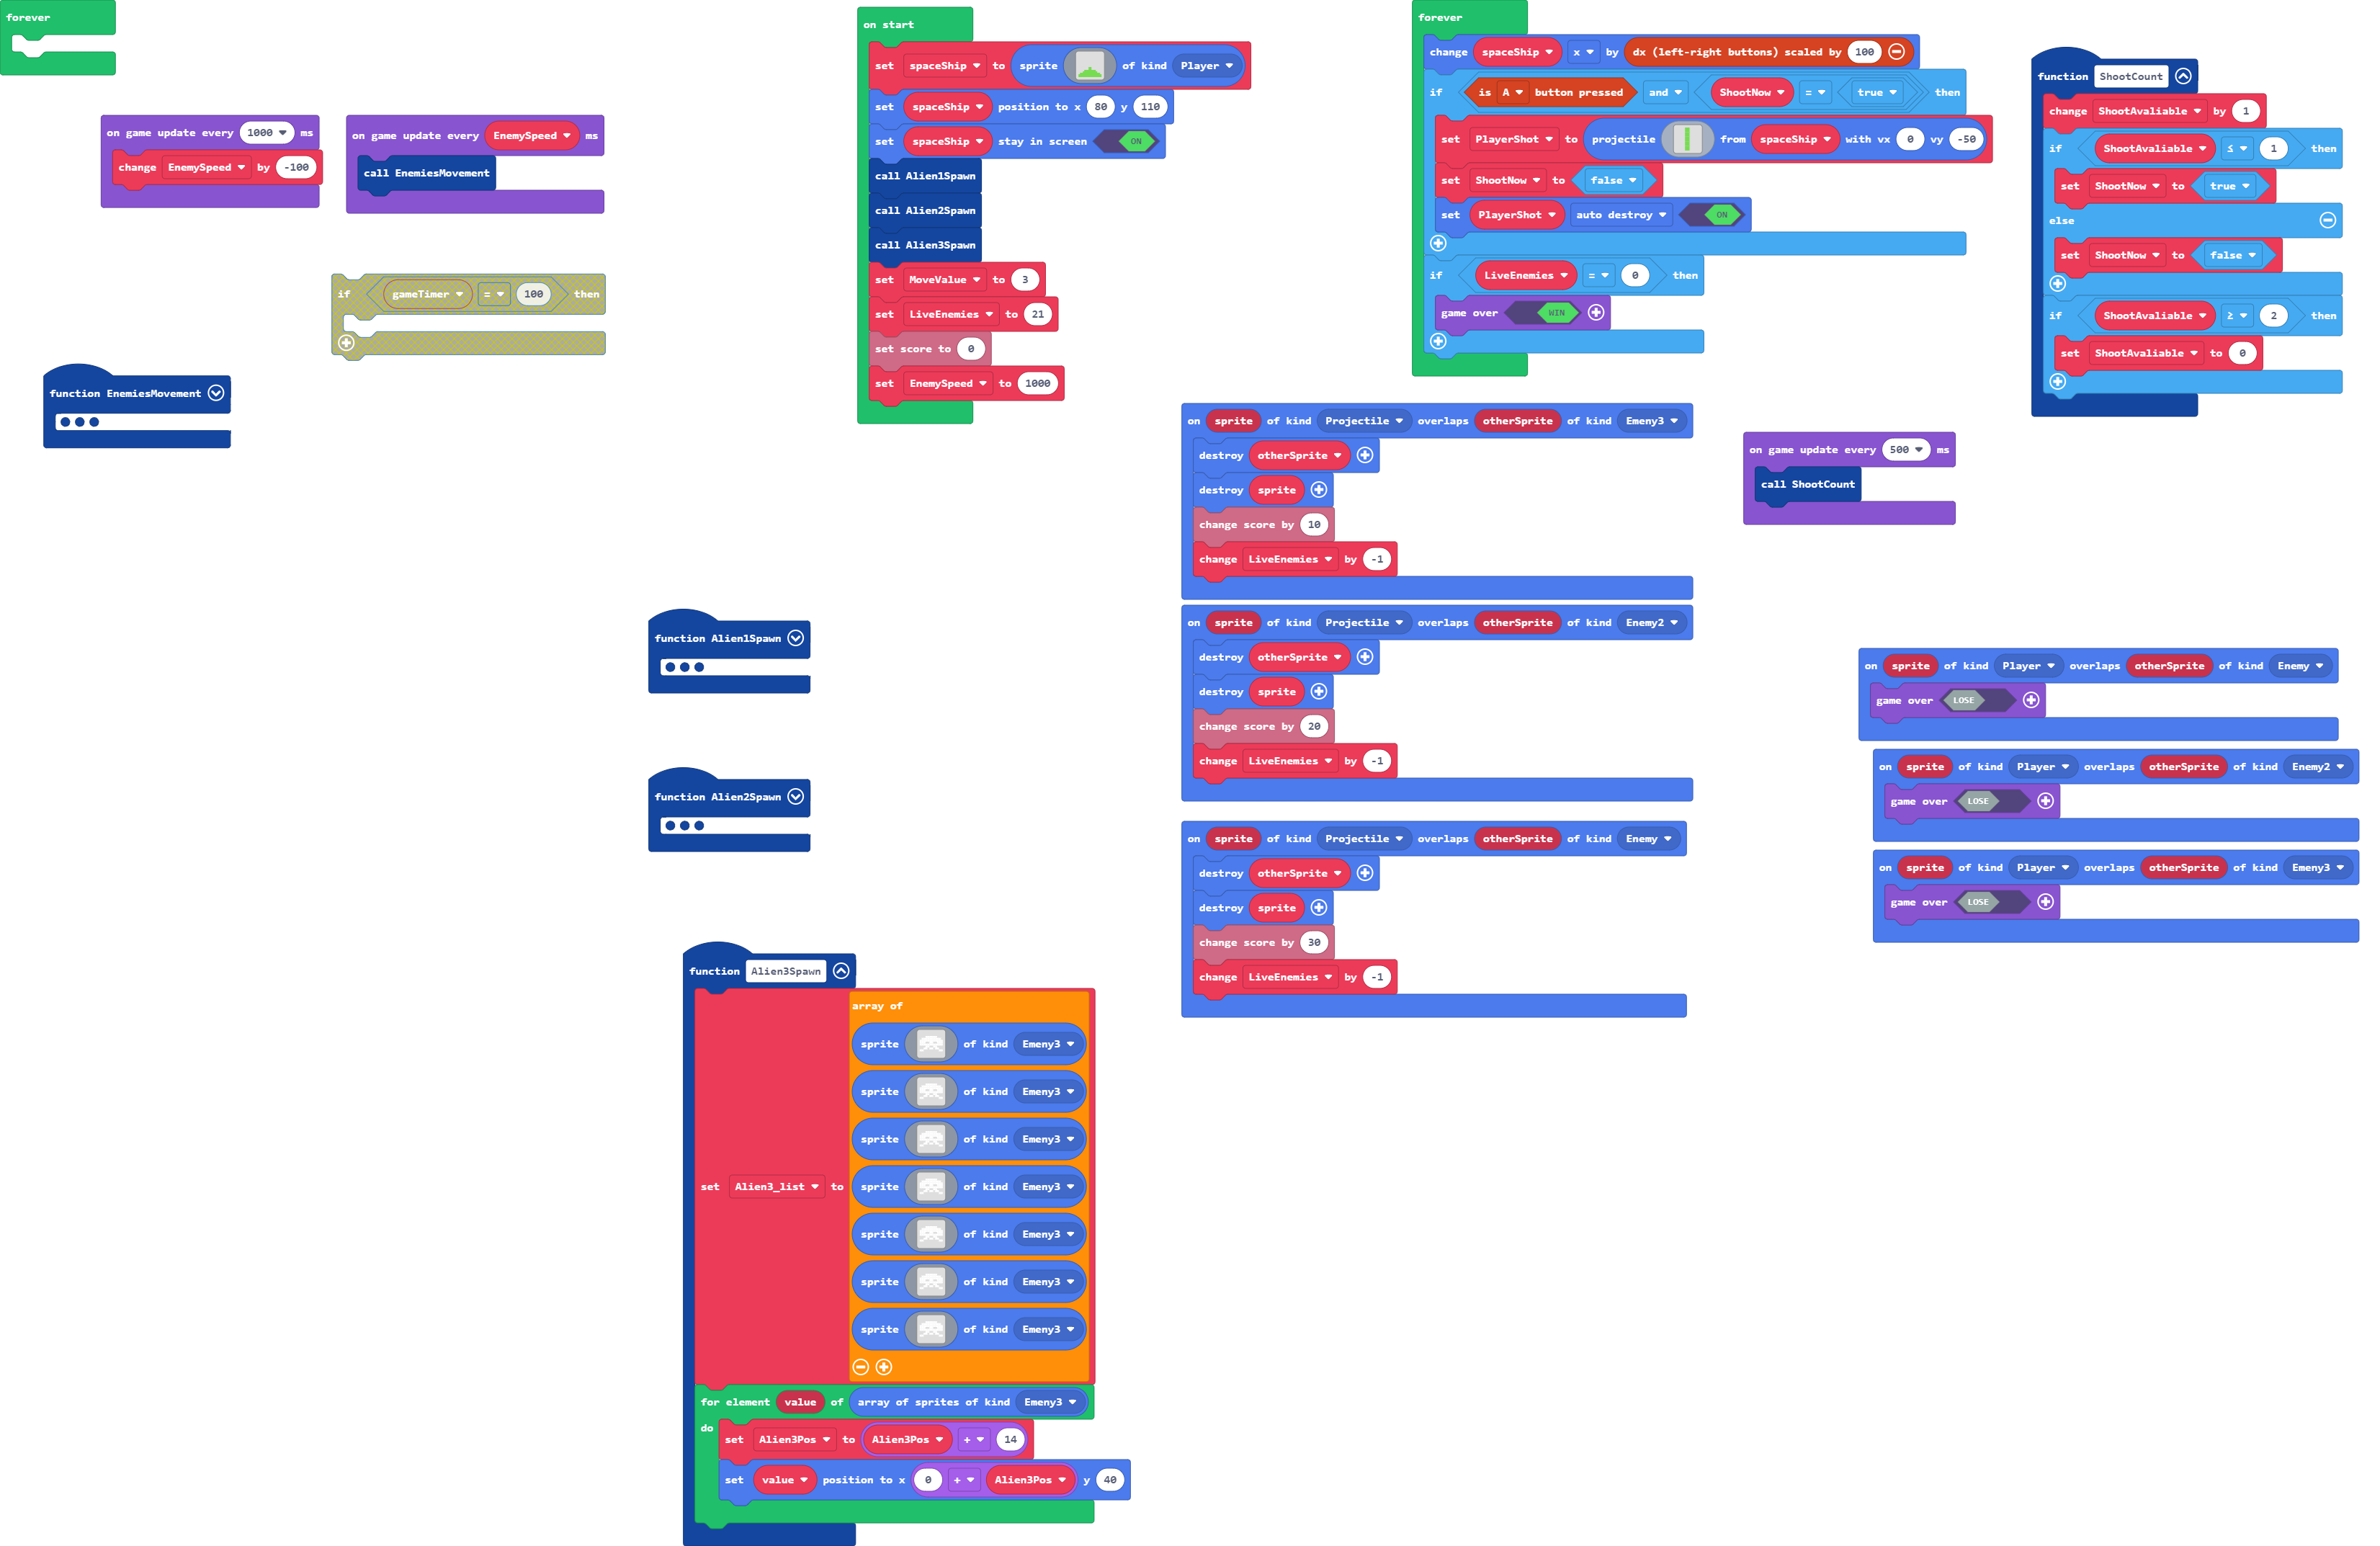 forever
on game update every 1000 ms
change EnemySpeed by -100
on game update every EnemySpeed ms
call EnemiesMovement
if gameTimer = 100 then
function EnemiesMovement
on start
set spaceShip to sprite of kind Player
set spaceShip position to x 80 y 110
set spaceShip stay in screen ON
call Alien1Spawn
call Alien2Spawn
call Alien3Spawn
set MoveValue to 3
set LiveEnemies to 21
set score to 0
set EnemySpeed to 1000
forever
change spaceShip x by dx (left-right buttons) scaled by 100
if is A button pressed and ShootNow = true then
set PlayerShot to projectile from spaceShip with vx 0 vy -50
set ShootNow to false
set PlayerShot auto destroy ON
if LiveEnemies = 0 then
game over WIN
function ShootCount
change ShootAvaliable by 1
if ShootAvaliable ≤ 1 then
set ShootNow to true
else
set ShootNow to false
if ShootAvaliable ≥ 2 then
set ShootAvaliable to 0
on sprite of kind Projectile overlaps otherSprite of kind Emeny3
destroy otherSprite
destroy sprite
change score by 10
change LiveEnemies by -1
on game update every 500 ms
call ShootCount
on sprite of kind Projectile overlaps otherSprite of kind Enemy2
destroy otherSprite
destroy sprite
change score by 20
change LiveEnemies by -1
on sprite of kind Projectile overlaps otherSprite of kind Enemy
destroy otherSprite
destroy sprite
change score by 30
change LiveEnemies by -1
on sprite of kind Player overlaps otherSprite of kind Enemy
game over LOSE
on sprite of kind Player overlaps otherSprite of kind Enemy2
game over LOSE
on sprite of kind Player overlaps otherSprite of kind Emeny3
game over LOSE
function Alien1Spawn
function Alien2Spawn
function Alien3Spawn
array of
sprite of kind Emeny3
sprite of kind Emeny3
sprite of kind Emeny3
set Alien3_list to sprite of kind Emeny3
sprite of kind Emeny3
sprite of kind Emeny3
sprite of kind Emeny3
for element value of array of sprites of kind Emeny3
do
set Alien3Pos to Alien3Pos + 14
set value position to x 0 + Alien3Pos y 40